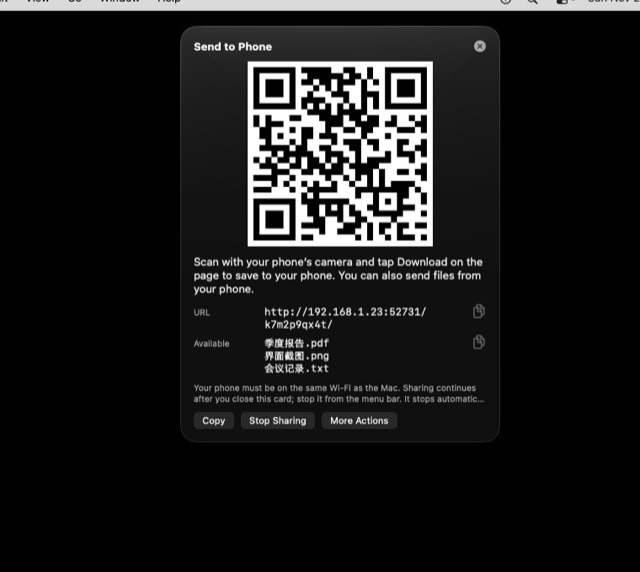 View
Go
Window
Help
Send to Phone
Scan with your phone's camera and tap Download on the
page to save to your phone. You can also send files from
your phone.
URL
http://192.168.1.23:52731/
k7m2p9qx4t/
Available
季度报告.pdf
界面截图.png
会议记录.txt
Your phone must be on the same Wi-Fi as the Mac. Sharing continues
after you close this card; stop it from the menu bar. It stops automatic...
Copy
Stop Sharing
More Actions